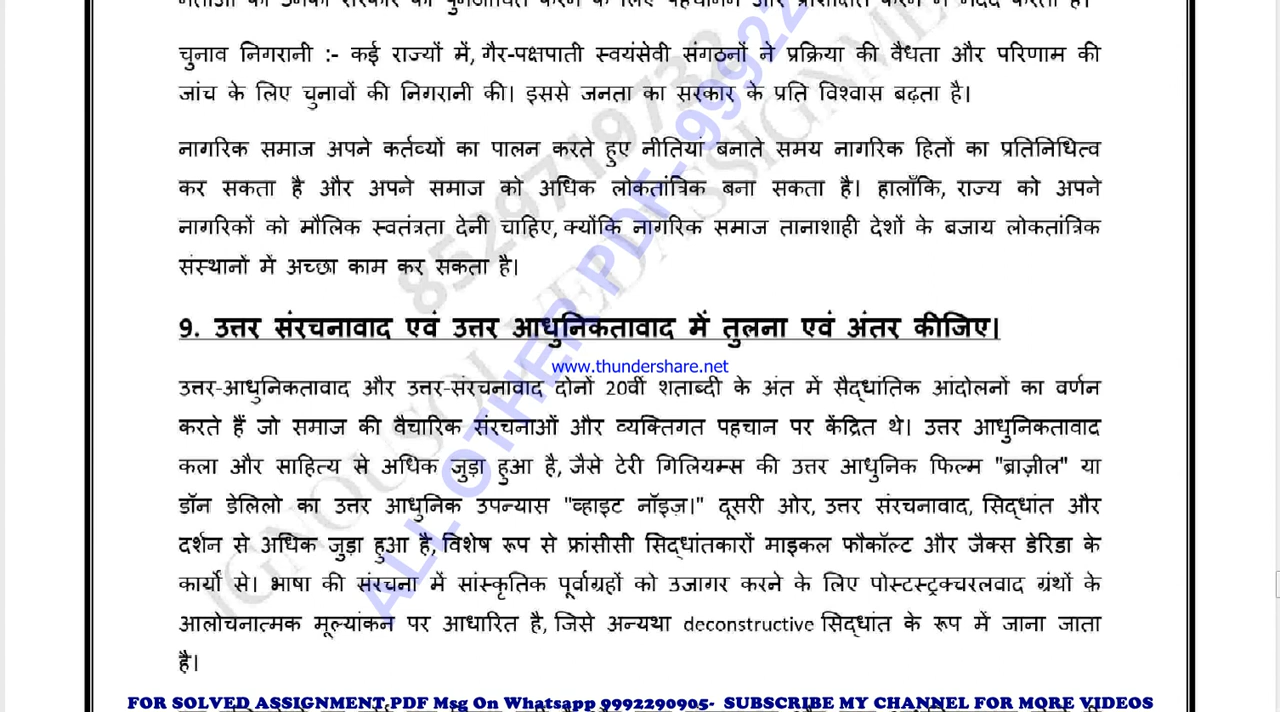 चुनाव निगरानी :- कई राज्यों में, गैर-पक्षपाती स्वयंसेवी संगठनों ने प्रक्रिया की वैधता और परिणाम की
जांच के लिए चुनावों की निगरानी की। इससे जनता का सरकार के प्रति विश्वास बढ़ता है।
नागरिक समाज अपने कर्तव्यों का पालन करते हुए नीतियां बनाते समय नागरिक हितों का प्रतिनिधित्व
कर सकता है और अपने समाज को अधिक लोकतांत्रिक बना सकता है। हालाँकि, राज्य को अपने
नागरिकों को मौलिक स्वतंत्रता देनी चाहिए, क्योंकि नागरिक समाज तानाशाही देशों के बजाय लोकतांत्रिक
संस्थानों में अच्छा काम कर सकता है।
9. उत्तर संरचनावाद एवं उत्तर आधुनिकतावाद में तुलना एवं अंतर कीजिए।
www.thundershare.net
उत्तर-आधुनिकतावाद और उत्तर-संरचनावाद दोनों 20वीं शताब्दी के अंत में सैद्धांतिक आंदोलनों का वर्णन
करते हैं जो समाज की वैचारिक संरचनाओं और व्यक्तिगत पहचान पर केंद्रित थे। उत्तर आधुनिकतावाद
कला और साहित्य से अधिक जुड़ा हुआ है, जैसे टेरी गिलियम्स की उत्तर आधुनिक फिल्म "ब्राज़ील" या
डॉन डेलिलो का उत्तर आधुनिक उपन्यास "व्हाइट नॉइज़।" दूसरी ओर, उत्तर संरचनावाद, सिद्धांत और
दर्शन से अधिक जुड़ा हुआ है, विशेष रूप से फ्रांसीसी सिद्धांतकारों माइकल फौकॉल्ट और जैक्स डेरिडा के
कार्यों से। भाषा की संरचना में सांस्कृतिक पूर्वाग्रहों को उजागर करने के लिए पोस्टस्ट्रक्चरलवाद ग्रंथों के
आलोचनात्मक मूल्यांकन पर आधारित है, जिसे अन्यथा deconstructive सिद्धांत के रूप में जाना जाता
है।
FOR SOLVED ASSIGNMENT PDF Msg On Whatsapp 9992290905- SUBSCRIBE MY CHANNEL FOR MORE VIDEOS